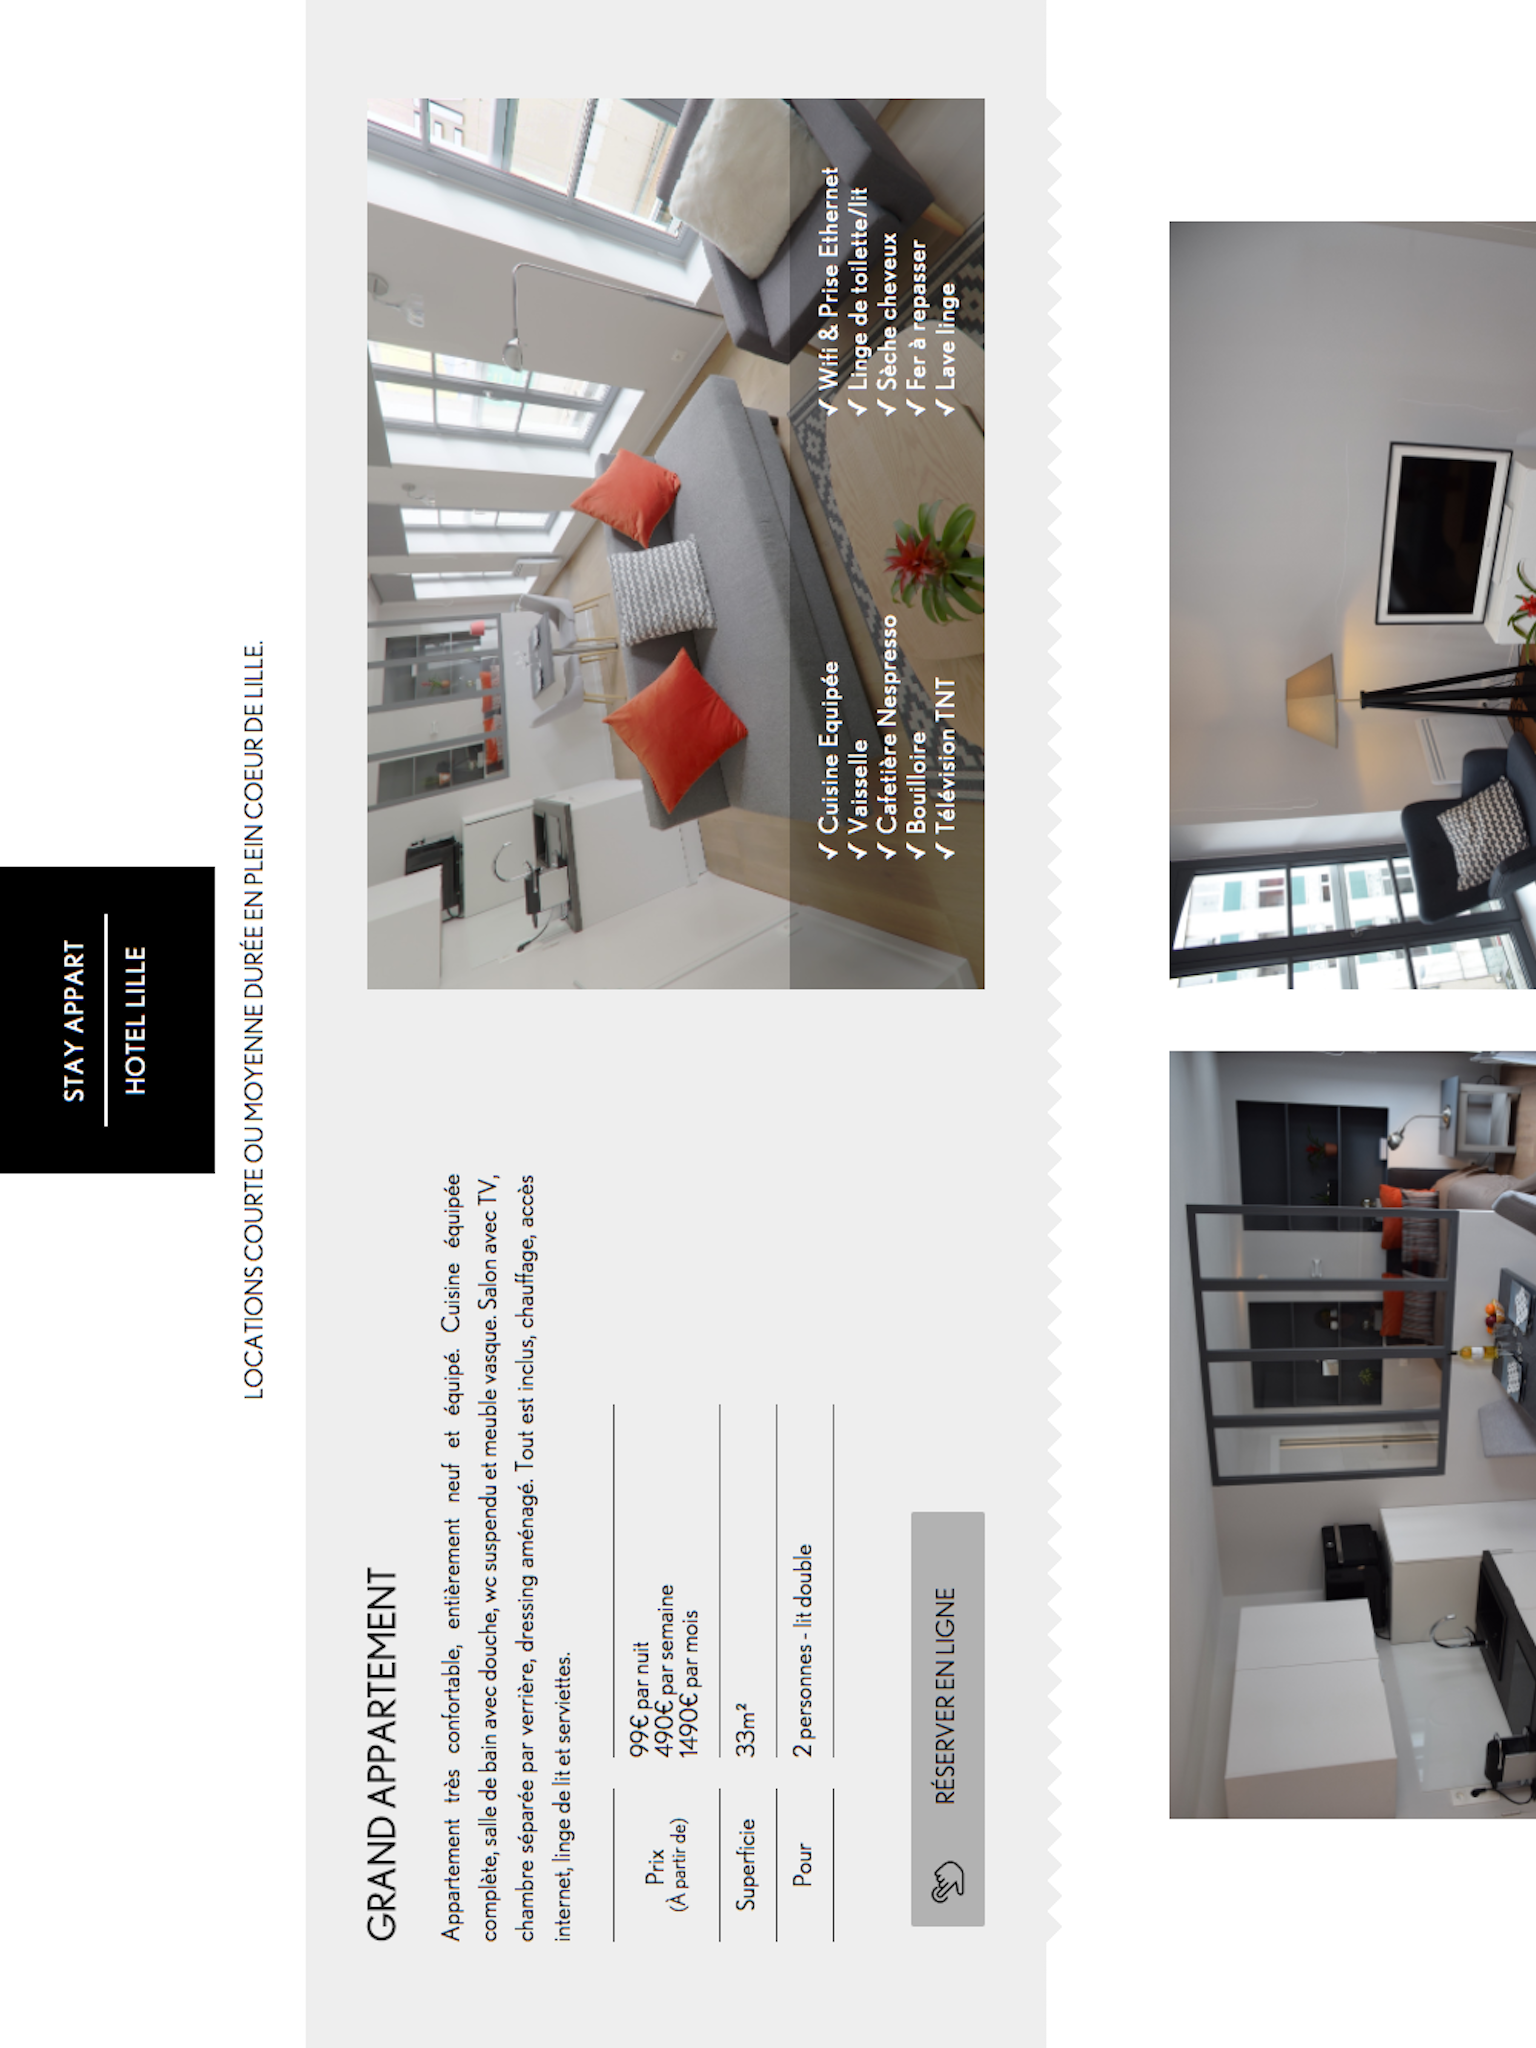 STAY APPART
HOTEL LILLE
LOCATIONS COURTE OU MOYENNE DURÉE EN PLEIN COEUR DE LILLE.
GRAND APPARTEMENT
Appartement très confortable, entièrement neuf et équipé. Cuisine équipée
complète, salle de bain avec douche, wc suspendu et meuble vasque. Salon avec TV,
chambre séparée par verrière, dressing aménagé. Tout est inclus, chauffage, accès
internet, linge de lit et serviettes.
Prix
(À partir de)
99€ par nuit
490€ par semaine
1490€ par mois
Superficie
33m²
Pour
2 personnes - lit double
RÉSERVER EN LIGNE
✓ Cuisine Equipée
✓ Vaisselle
✓ Cafetière Nespresso
✓ Bouilloire
✓ Télévision TNT
✓ Wifi & Prise Ethernet
✓ Linge de toilette/lit
✓ Sèche cheveux
✓ Fer à repasser
✓ Lave linge